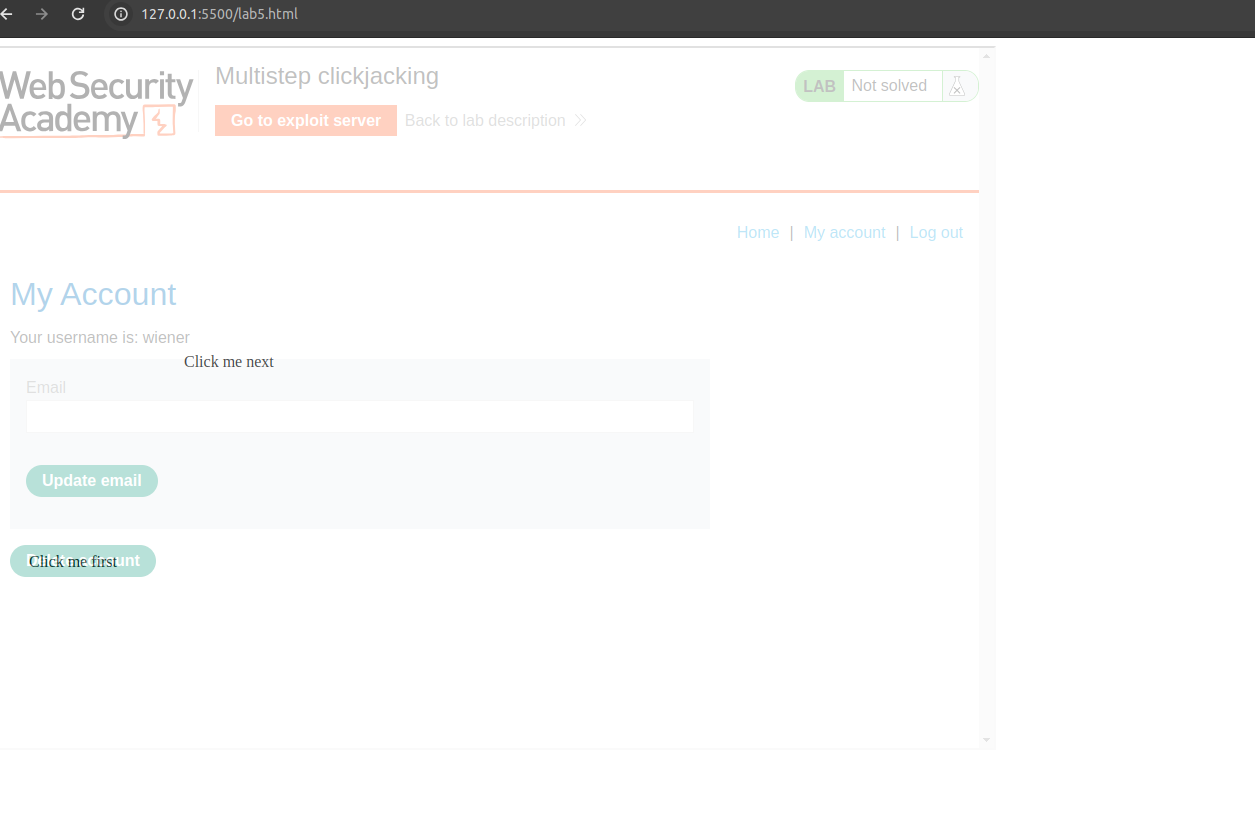 127.0.0.1:5500/lab5.html
Web Security
Academy
Multistep clickjacking
LAB Not solved
Go to exploit server Back to lab description
Home | My account | Log out
My Account
Your username is: wiener
Click me next
Email
Update email
Click me first